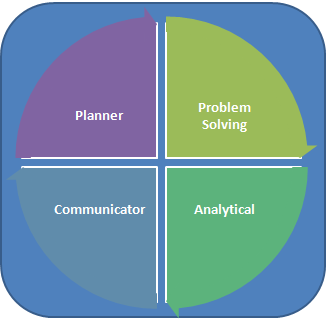 Planner
Problem
Solving
Communicator
Analytical